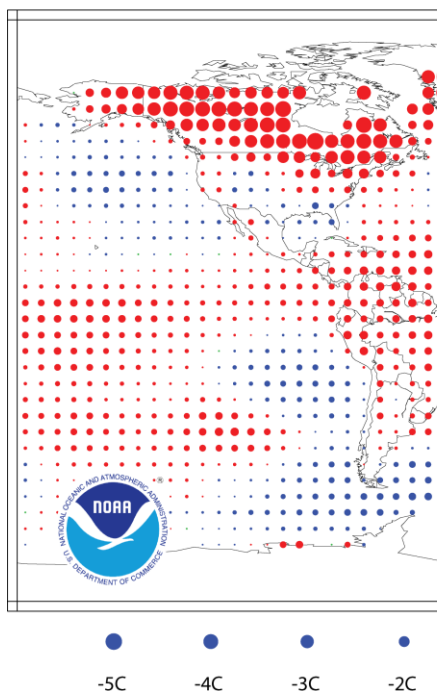 NATIONAL OCEANIC AND ATMOSPHERIC ADMINISTRATION
NOAA
U.S. DEPARTMENT OF COMMERCE
®
-5C -4C -3C -2C